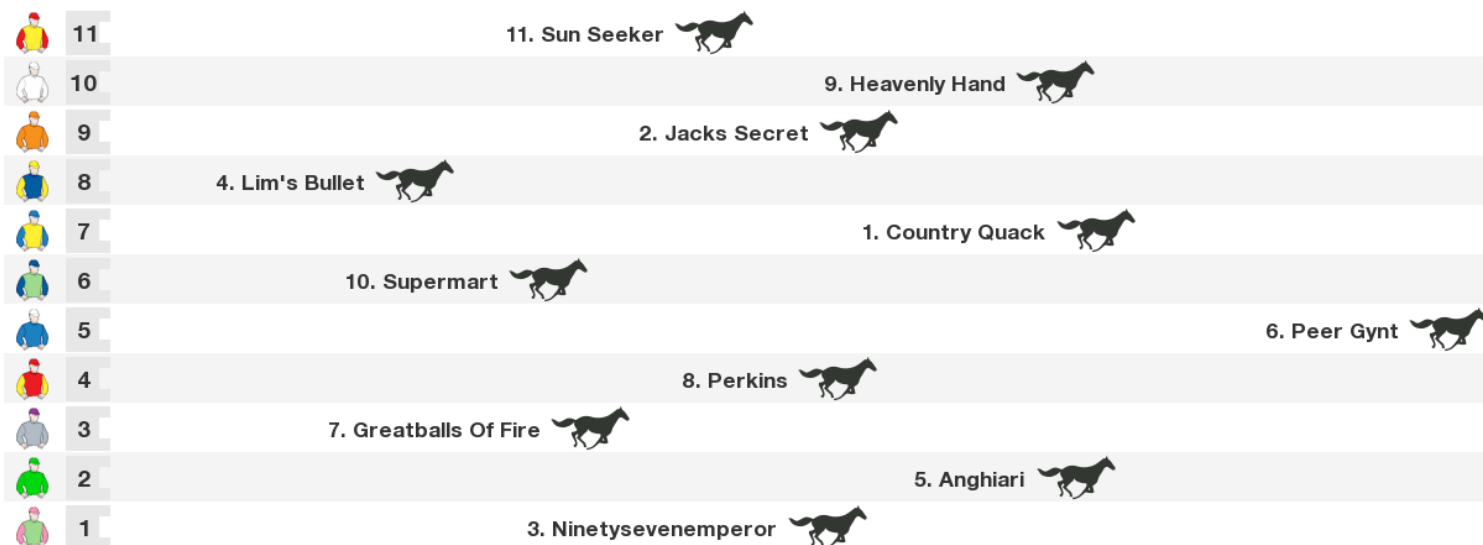 11 11. Sun Seeker
10 9. Heavenly Hand
9 2. Jacks Secret
8 4. Lim's Bullet
7 1. Country Quack
6 10. Supermart
5 6. Peer Gynt
4 8. Perkins
3 7. Greatballs Of Fire
2 5. Anghiari
1 3. Ninetysevenemperor